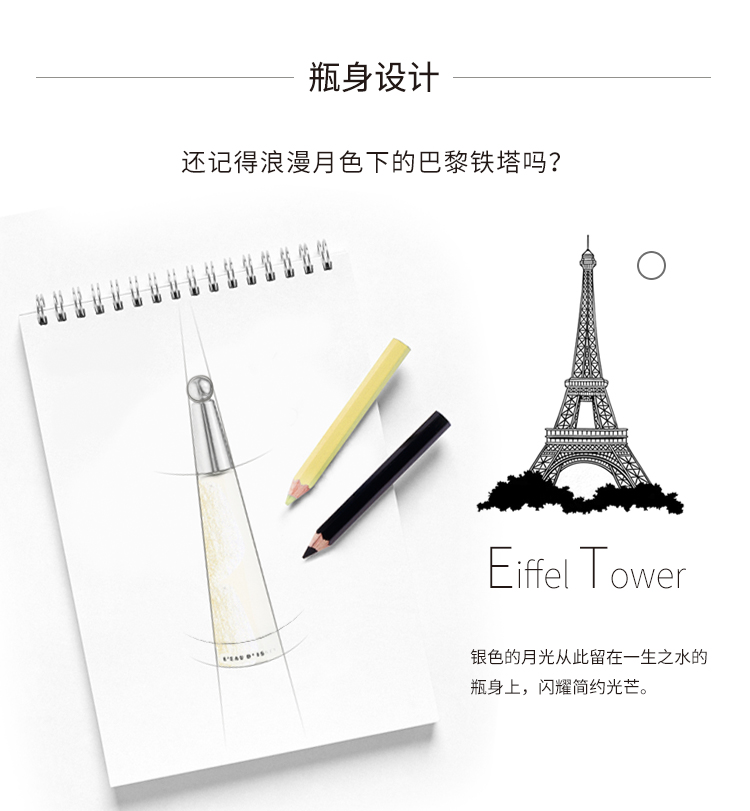 瓶身设计
还记得浪漫月色下的巴黎铁塔吗？
L'EAU D'IS
Eiffel Tower
银色的月光从此留在一生之水的
瓶身上，闪耀简约光芒。